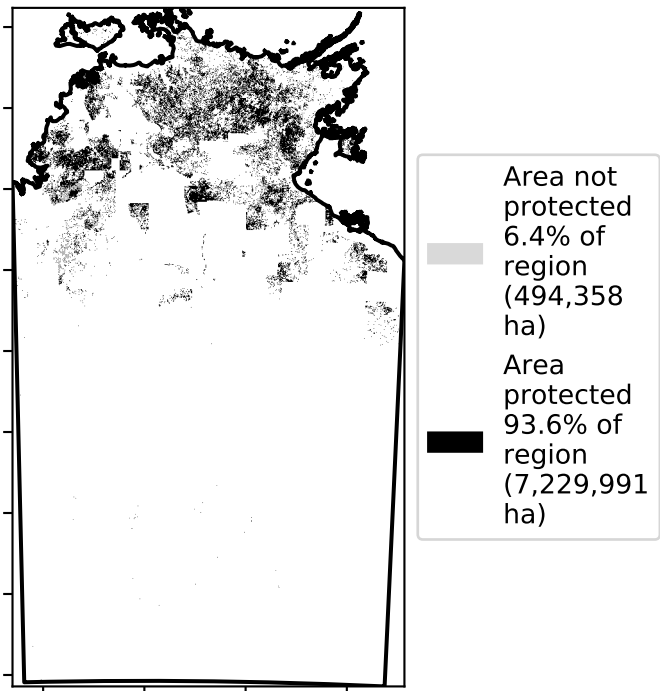 Area not
protected
6.4% of
region
(494,358
ha)
Area
protected
93.6% of
region
(7,229,991
ha)